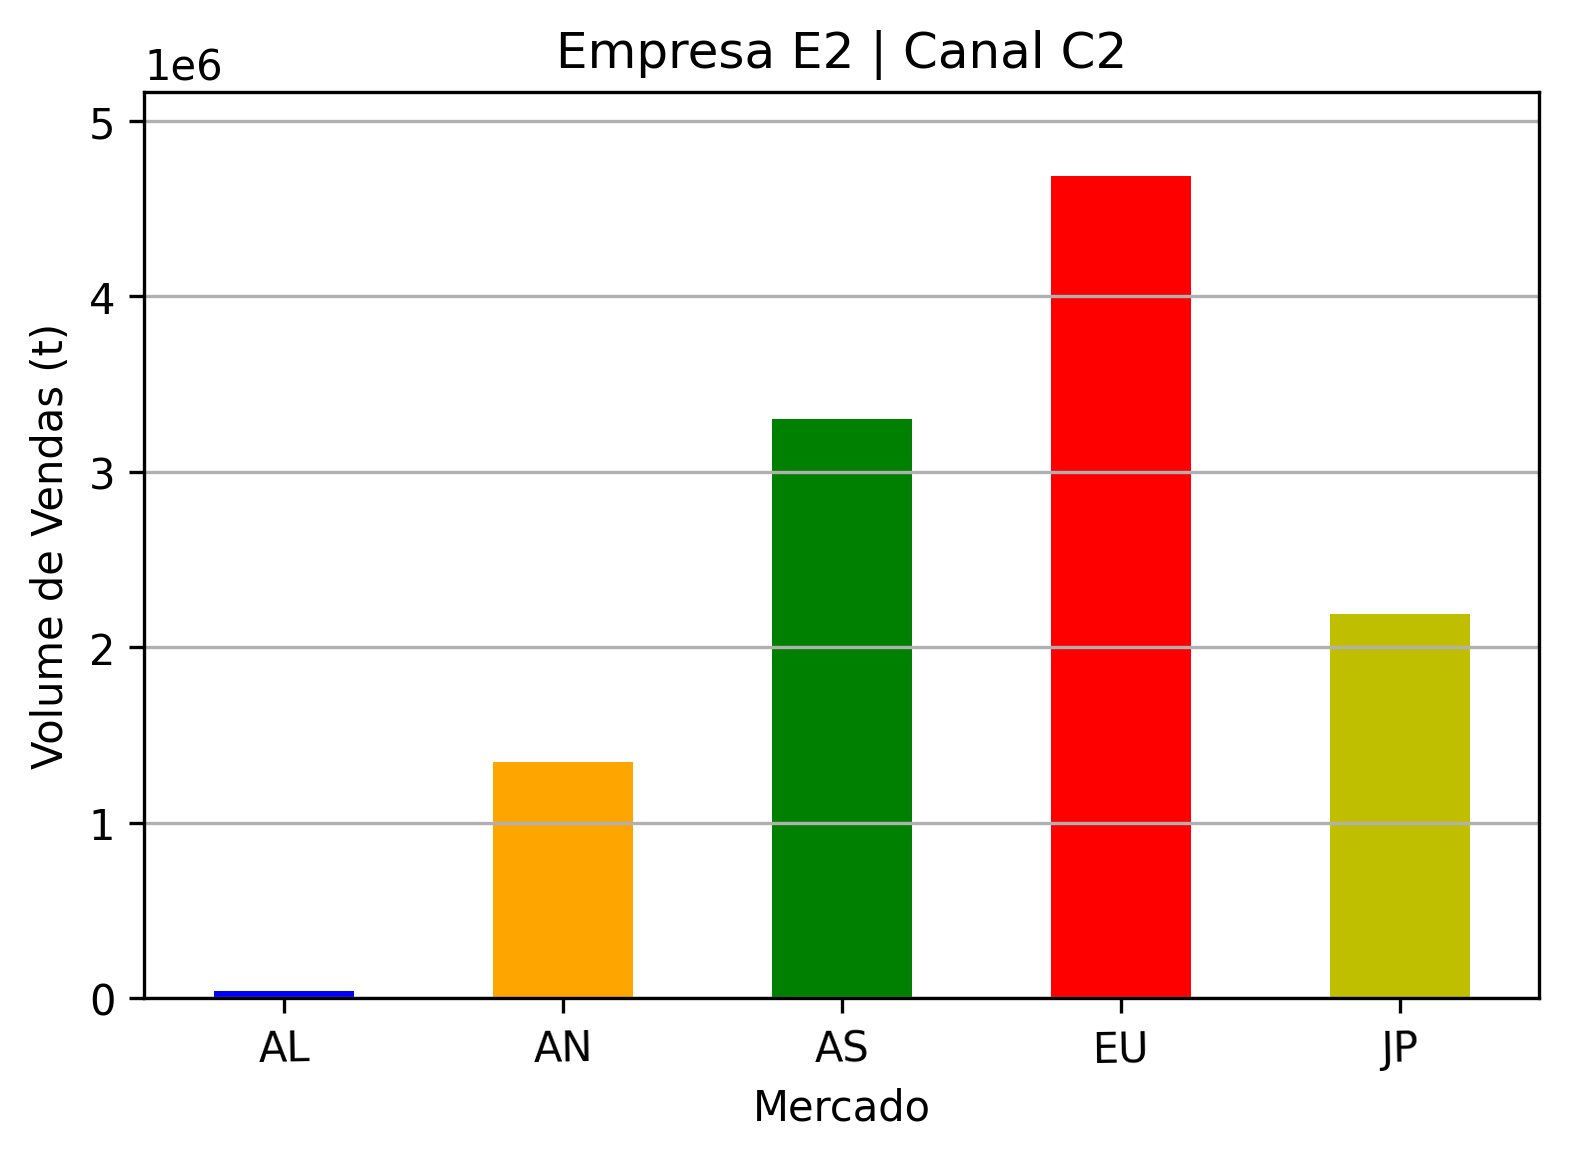 Empresa E2 | Canal C2
1e6
5
4
3
2
1
0
Volume de Vendas (t)
AL AN AS EU JP
Mercado